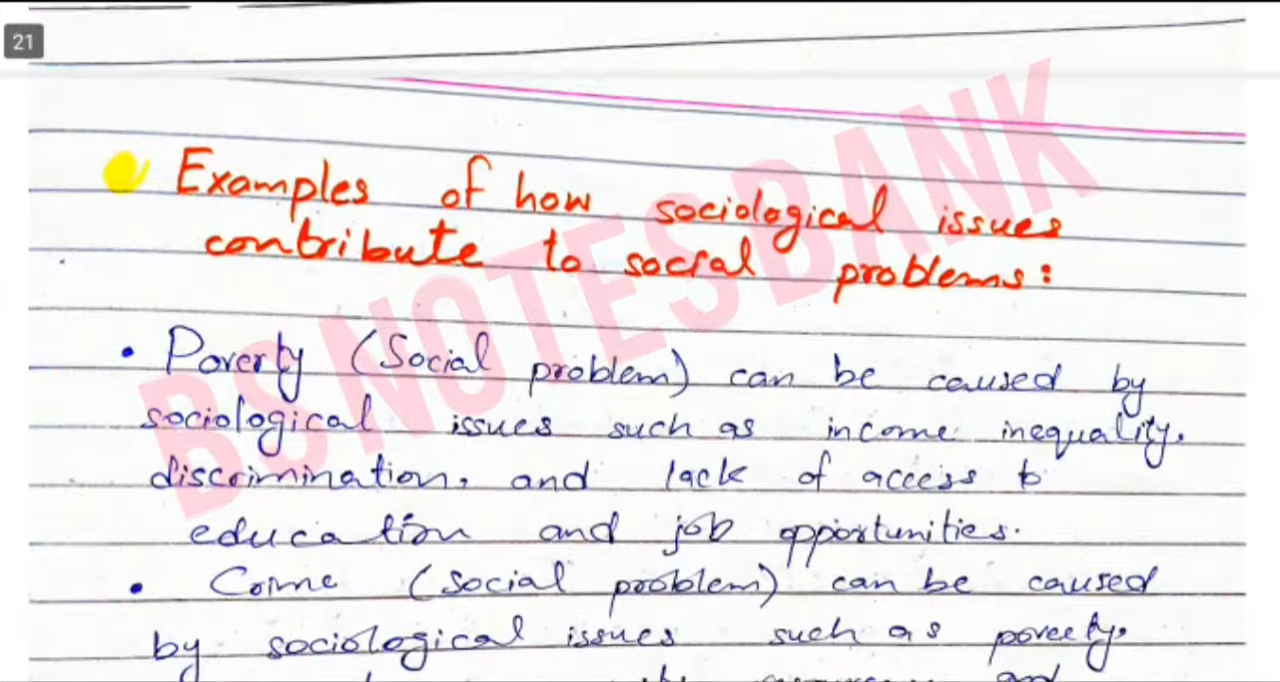 21
Examples of how sociological issues
contribute to social problems:
• Poverty (Social problem) can be caused by
sociological issues such as income inequality,
discrimination, and lack of access to
education and job opportunities.
• Crime (Social problem) can be caused
by sociological issues such as poverty,
and
BSNOTESBANK